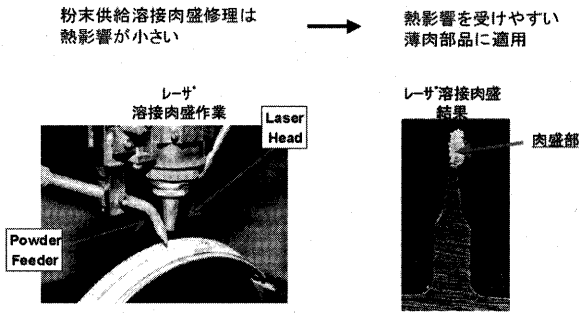 粉末供給溶接肉盛修理は
熱影響が小さい
熱影響を受けやすい
薄肉部品に適用
レーザ
溶接肉盛作業
Laser
Head
Powder
Feeder
レーザ溶接肉盛
結果
肉盛部